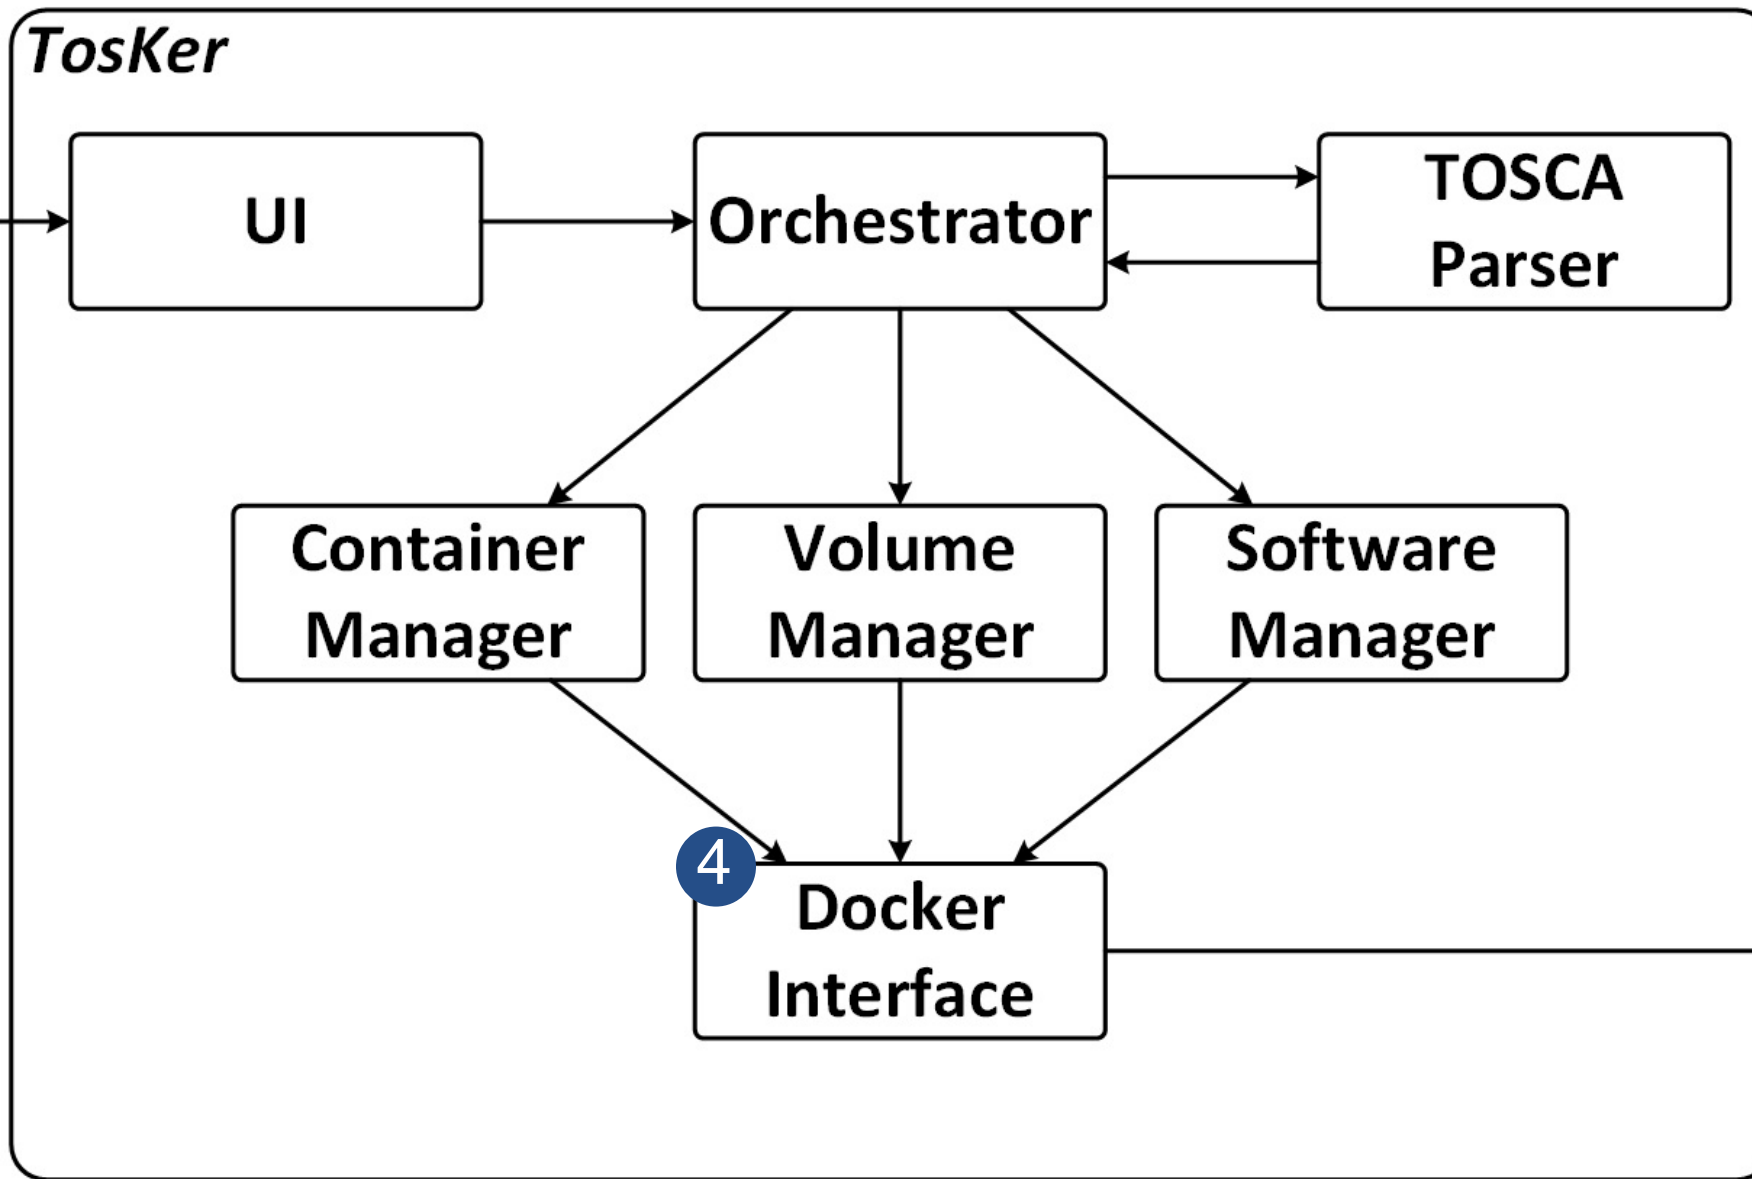 TosKer
UI
Orchestrator
TOSCA
Parser
Container
Manager
Volume
Manager
Software
Manager
4
Docker
Interface